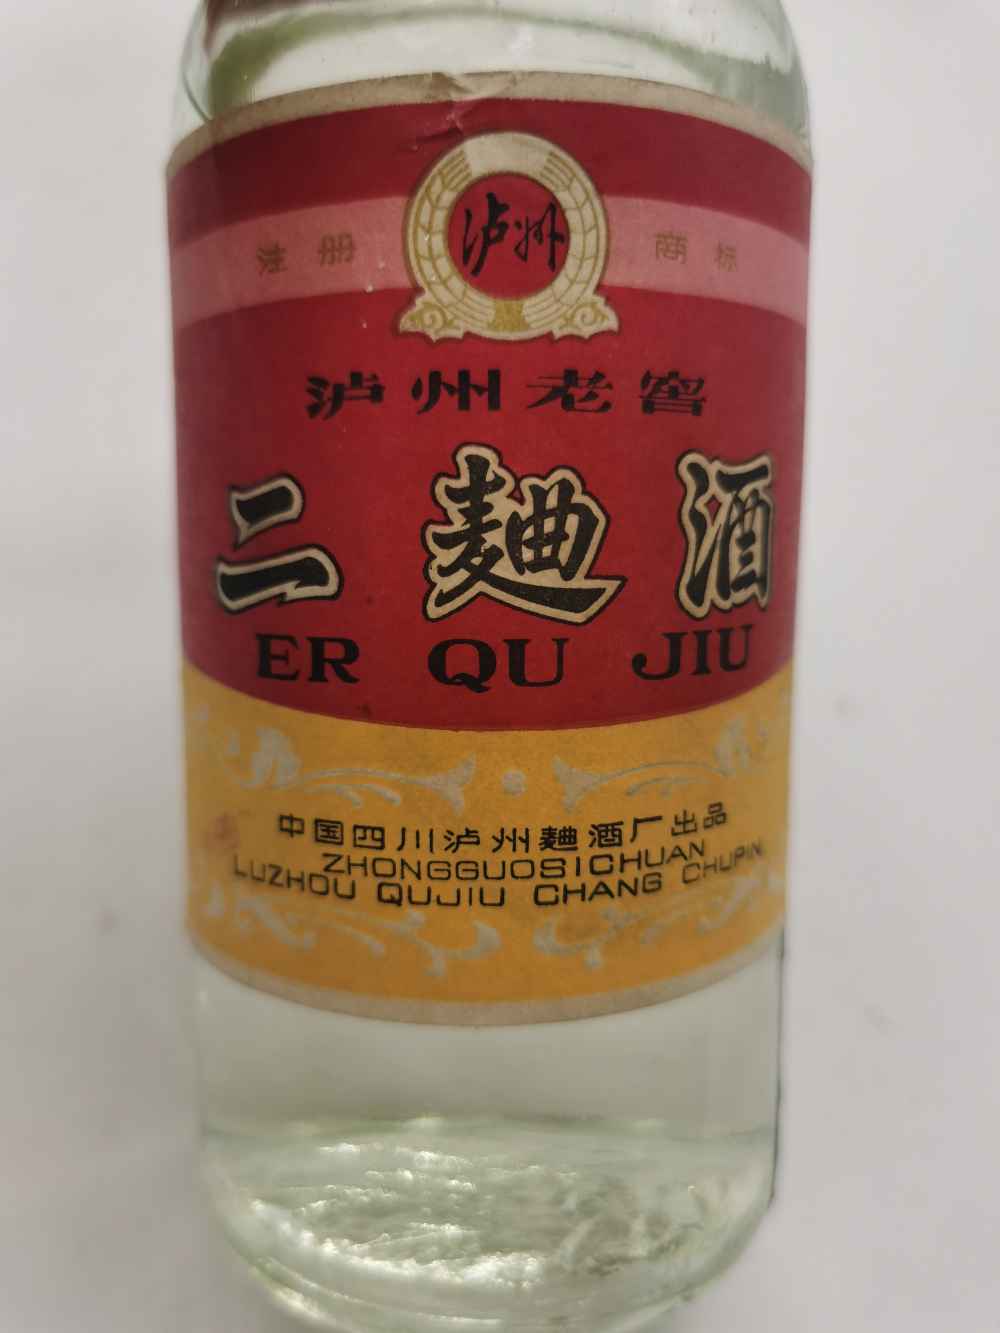 泸州
注册 商标
泸州老窖
二麯酒
ER QU JIU
中国四川泸州麯酒厂出品
ZHONGGUOSICHUAN
LUZHOU QUJIU CHANG CHUPIN